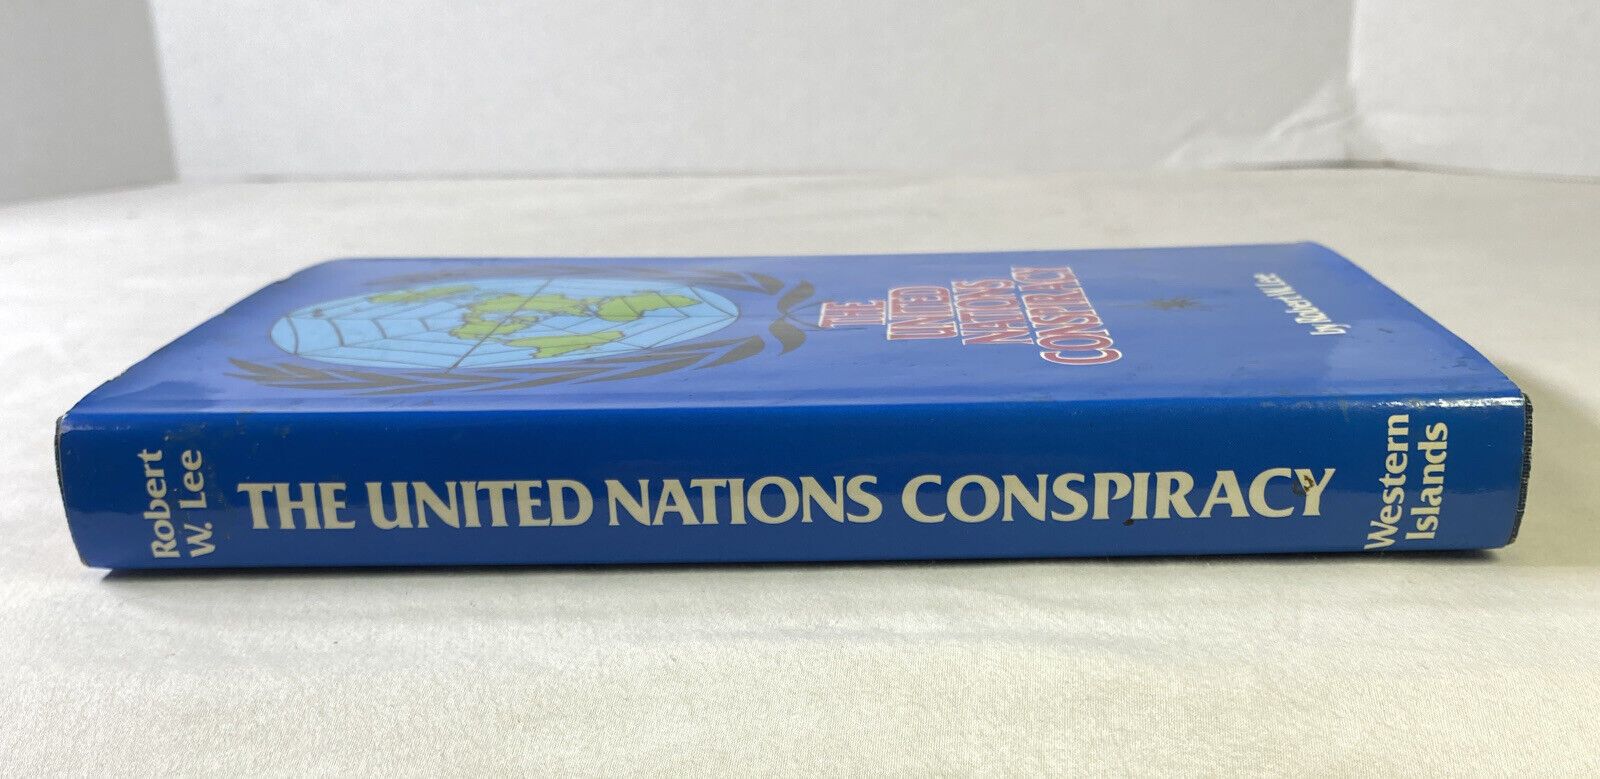 THE
UNITED
NATIONS
CONSPIRACY
by Robert W. Lee
Robert
W. Lee
THE UNITED NATIONS CONSPIRACY
Western
Islands